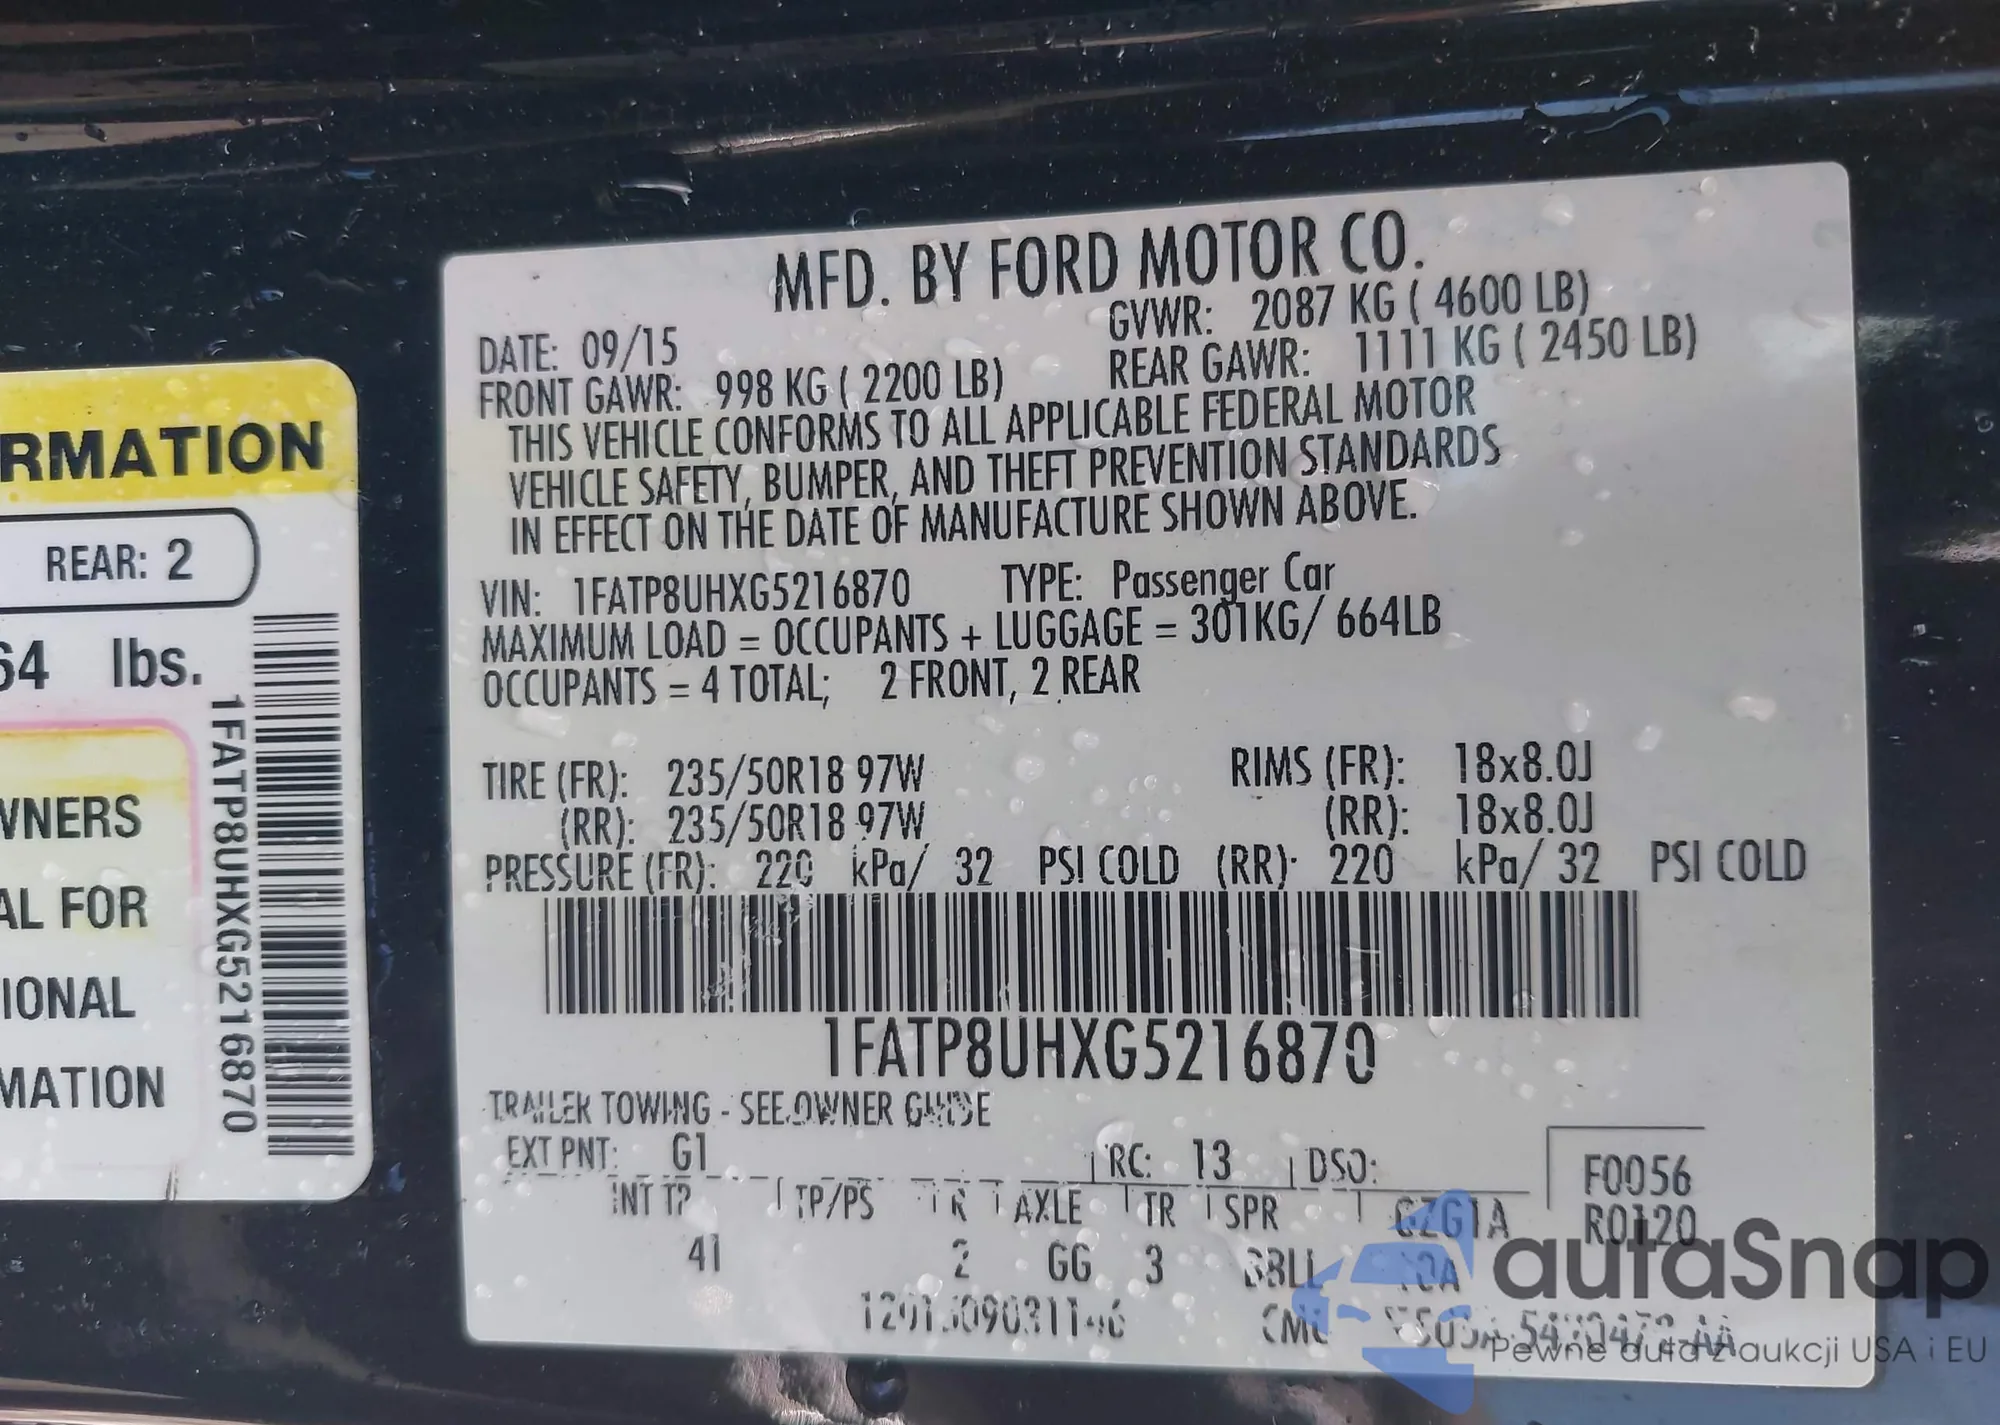 RMATION
REAR: 2
64 lbs.
WNERS
AL FOR
IONAL
MATION
1FATP8UHXG5216870
MFD. BY FORD MOTOR CO.
DATE: 09/15 GVWR: 2087 KG ( 4600 LB)
FRONT GAWR: 998 KG ( 2200 LB) REAR GAWR: 1111 KG ( 2450 LB)
THIS VEHICLE CONFORMS TO ALL APPLICABLE FEDERAL MOTOR
VEHICLE SAFETY, BUMPER, AND THEFT PREVENTION STANDARDS
IN EFFECT ON THE DATE OF MANUFACTURE SHOWN ABOVE.
VIN: 1FATP8UHXG5216870 TYPE: Passenger Car
MAXIMUM LOAD = OCCUPANTS + LUGGAGE = 301KG/ 664LB
OCCUPANTS = 4 TOTAL; 2 FRONT, 2 REAR
TIRE (FR): 235/50R18 97W RIMS (FR): 18x8.0J
(RR): 235/50R18 97W (RR): 18x8.0J
PRESSURE (FR): 220 kPa/ 32 PSI COLD (RR): 220 kPa/ 32 PSI COLD
1FATP8UHXG5216870
TRAILER TOWING - SEE OWNER GUIDE
EXT PNT: G1 RC: 13 DSO:
F0056
R0120
INT TR TP/PS R AXLE TR SPR
41 2 GG 3
autaSnap
Pewne auta z aukcji USA i EU